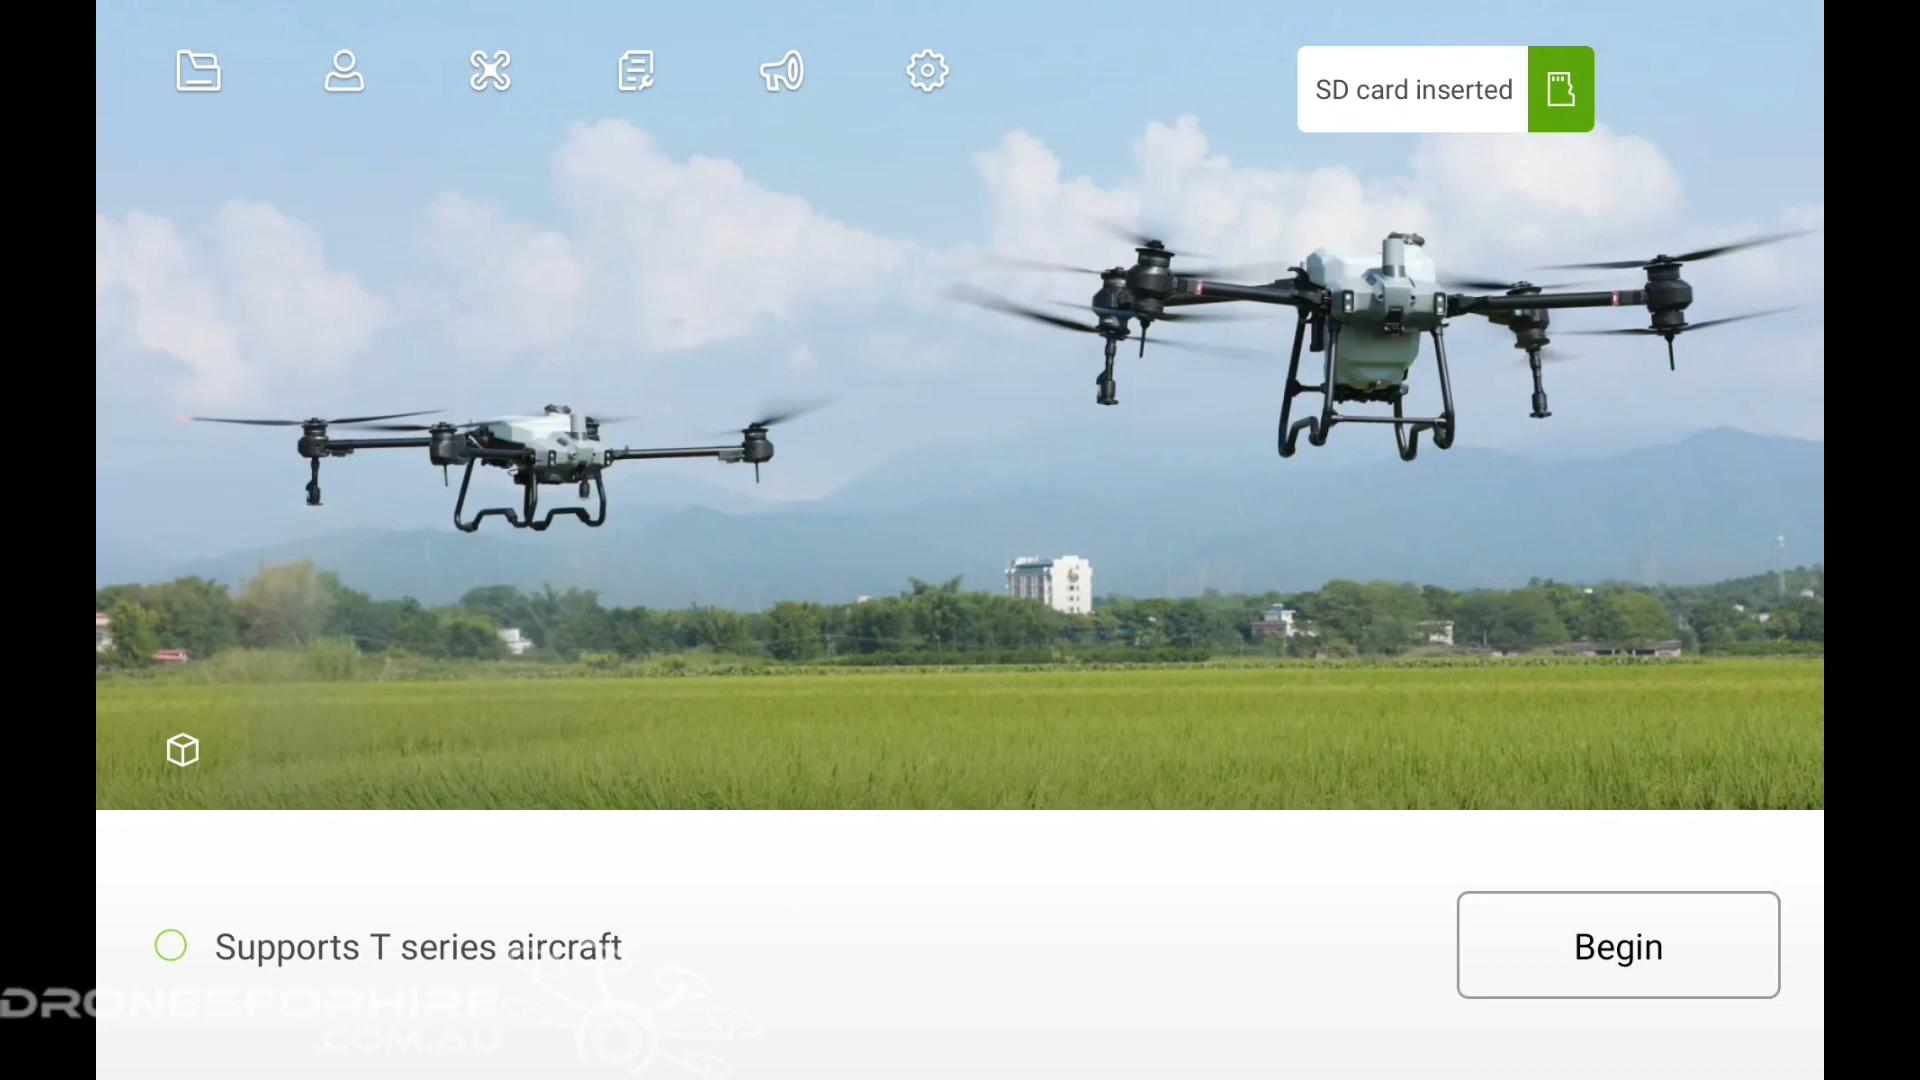 SD card inserted
Supports T series aircraft
Begin
DRONESFORHIRE
.COM.AU